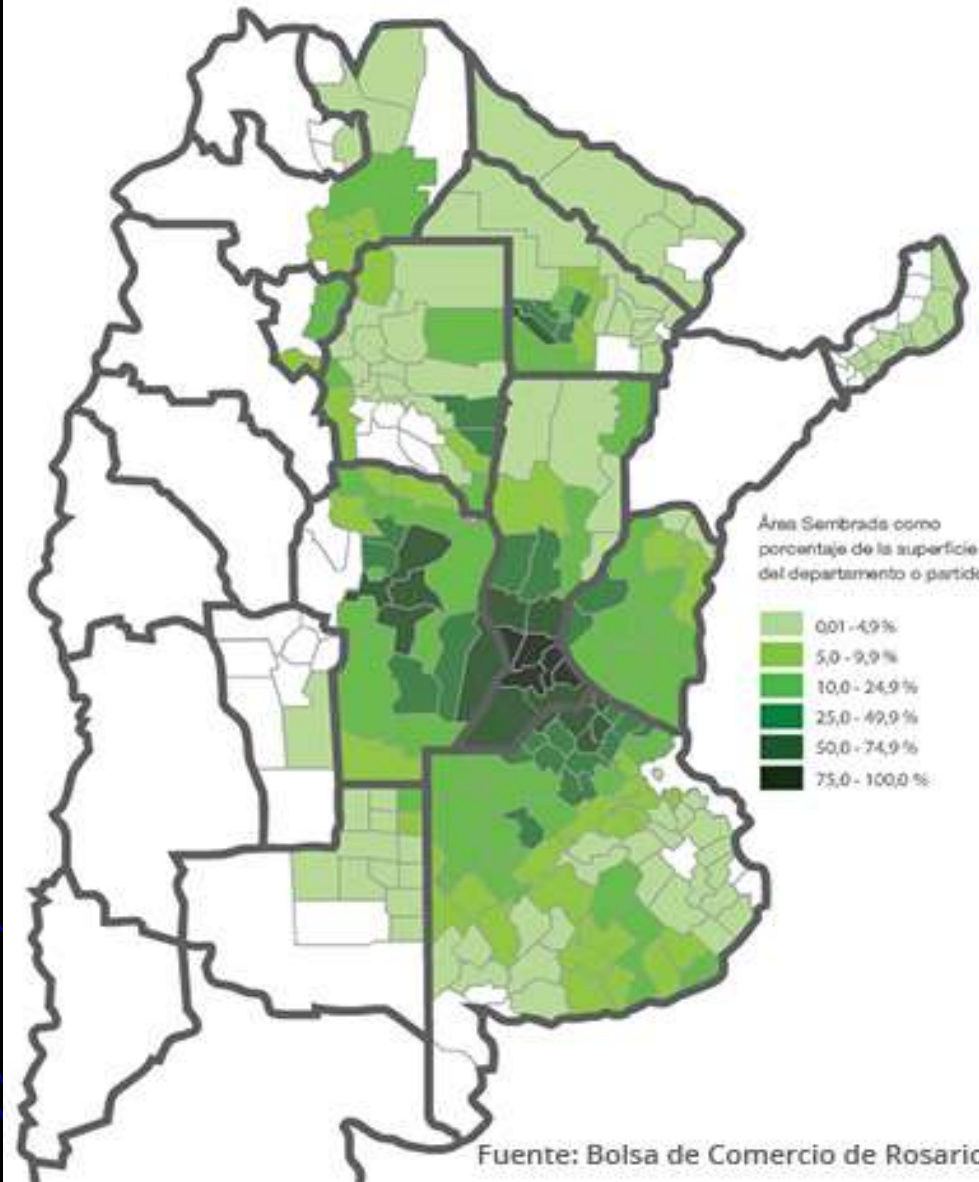 Área Sembrada como
porcentaje de la superficie
del departamento o partido
0,01 - 4,9 %
5,0 - 9,9 %
10,0 - 24,9 %
25,0 - 49,9 %
50,0 - 74,9 %
75,0 - 100,0 %
Fuente: Bolsa de Comercio de Rosario